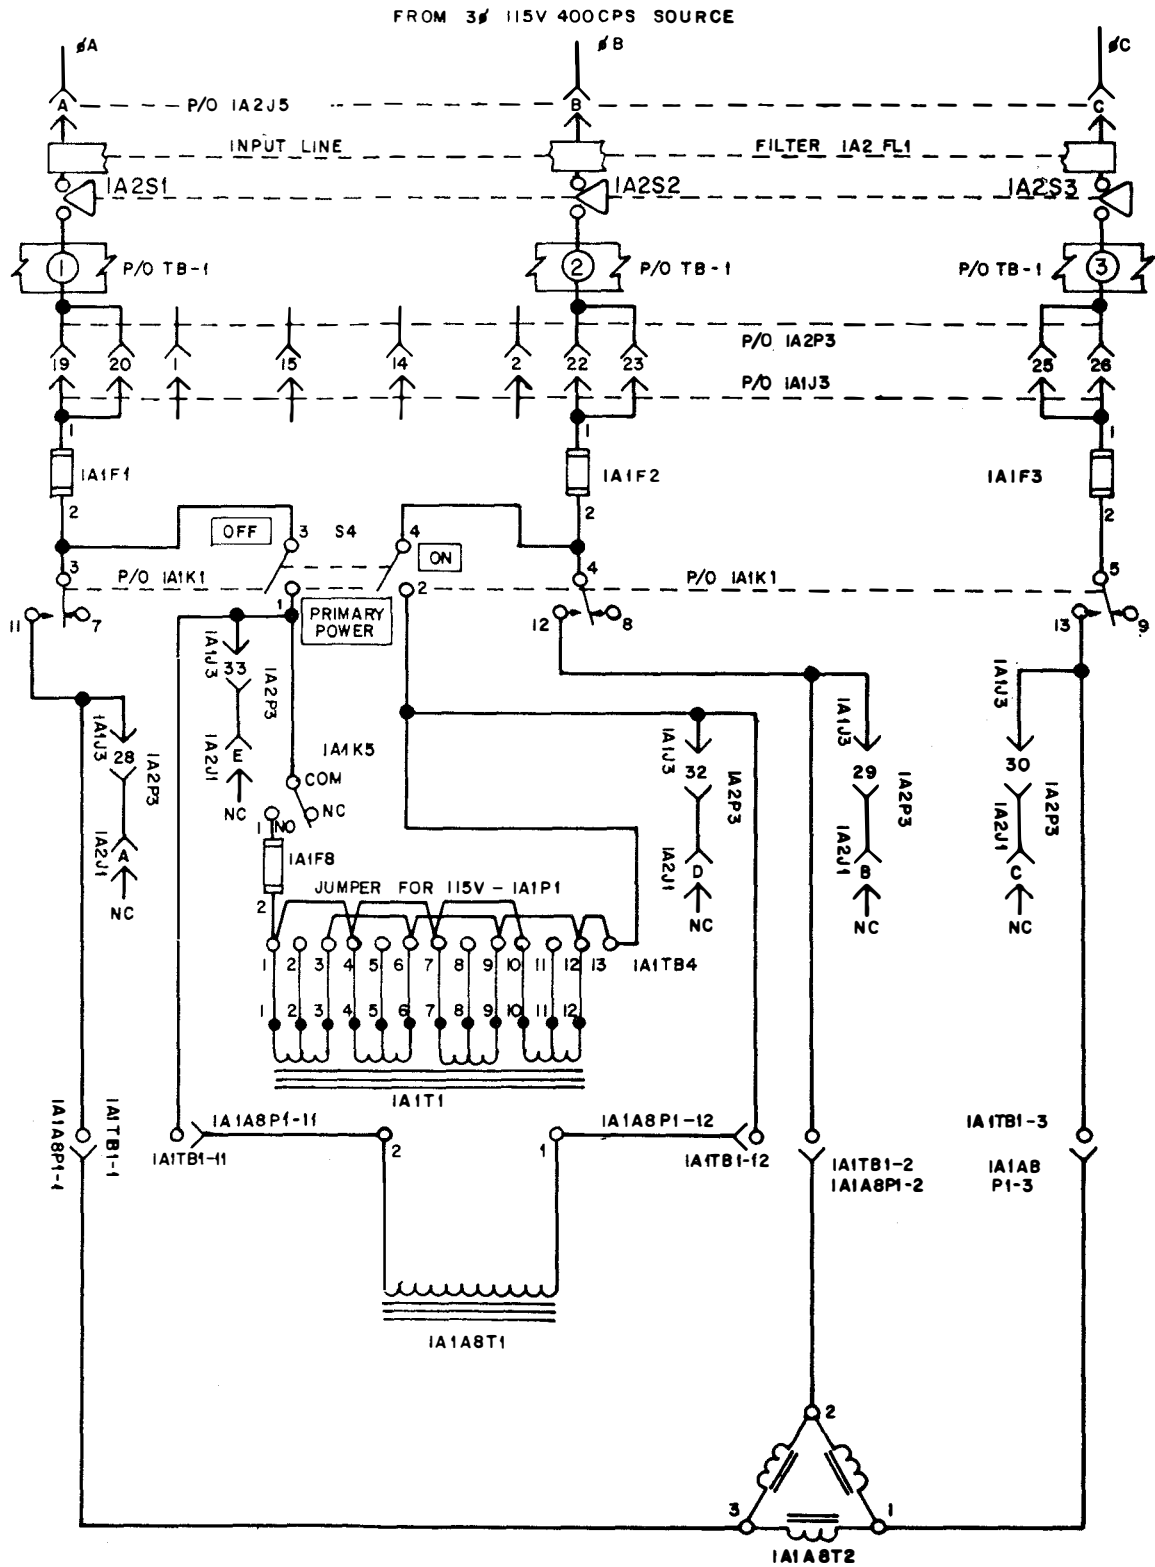 FROM 3ø 115V 400CPS SOURCE
øA
øB
øC
A
P/O 1A2J5
B
C
INPUT LINE
FILTER 1A2 FL1
1A2S1
1A2S2
1A2S3
1
P/O TB-1
2
P/O TB-1
P/O TB-1
3
P/O 1A2P3
19
20
1
15
14
2
22
23
25
26
P/O 1A1J3
1
1
1
1A1F1
1A1F2
1A1F3
2
2
2
OFF
3
S4
4
ON
3
P/O 1A1K1
4
P/O 1A1K1
5
1
2
PRIMARY
POWER
11
7
12
8
13
9
1A1J3
33
1A2P3
1A2J1
E
NC
1A1K5
COM
NC
NO
1
1A1F8
2
1A1J3
28
1A2P3
1A2J1
A
NC
1A1J3
32
1A2P3
1A2J1
D
NC
1A1J3
29
1A2P3
1A2J1
B
NC
1A1J3
30
1A2P3
1A2J1
C
NC
JUMPER FOR 115V - 1A1P1
1 2 3 4 5 6 7 8 9 10 11 12 13
1A1TB4
1 2 3 4 5 6 7 8 9 10 11 12
1A1T1
1A1A8P1-1
1A1TB1-1
1A1A8P1-11
1A1TB1-11
2
1
1A1A8P1-12
1A1TB1-12
1A1TB1-2
1A1A8P1-2
1A1TB1-3
1A1A8
P1-3
1A1A8T1
2
3
1
1A1A8T2